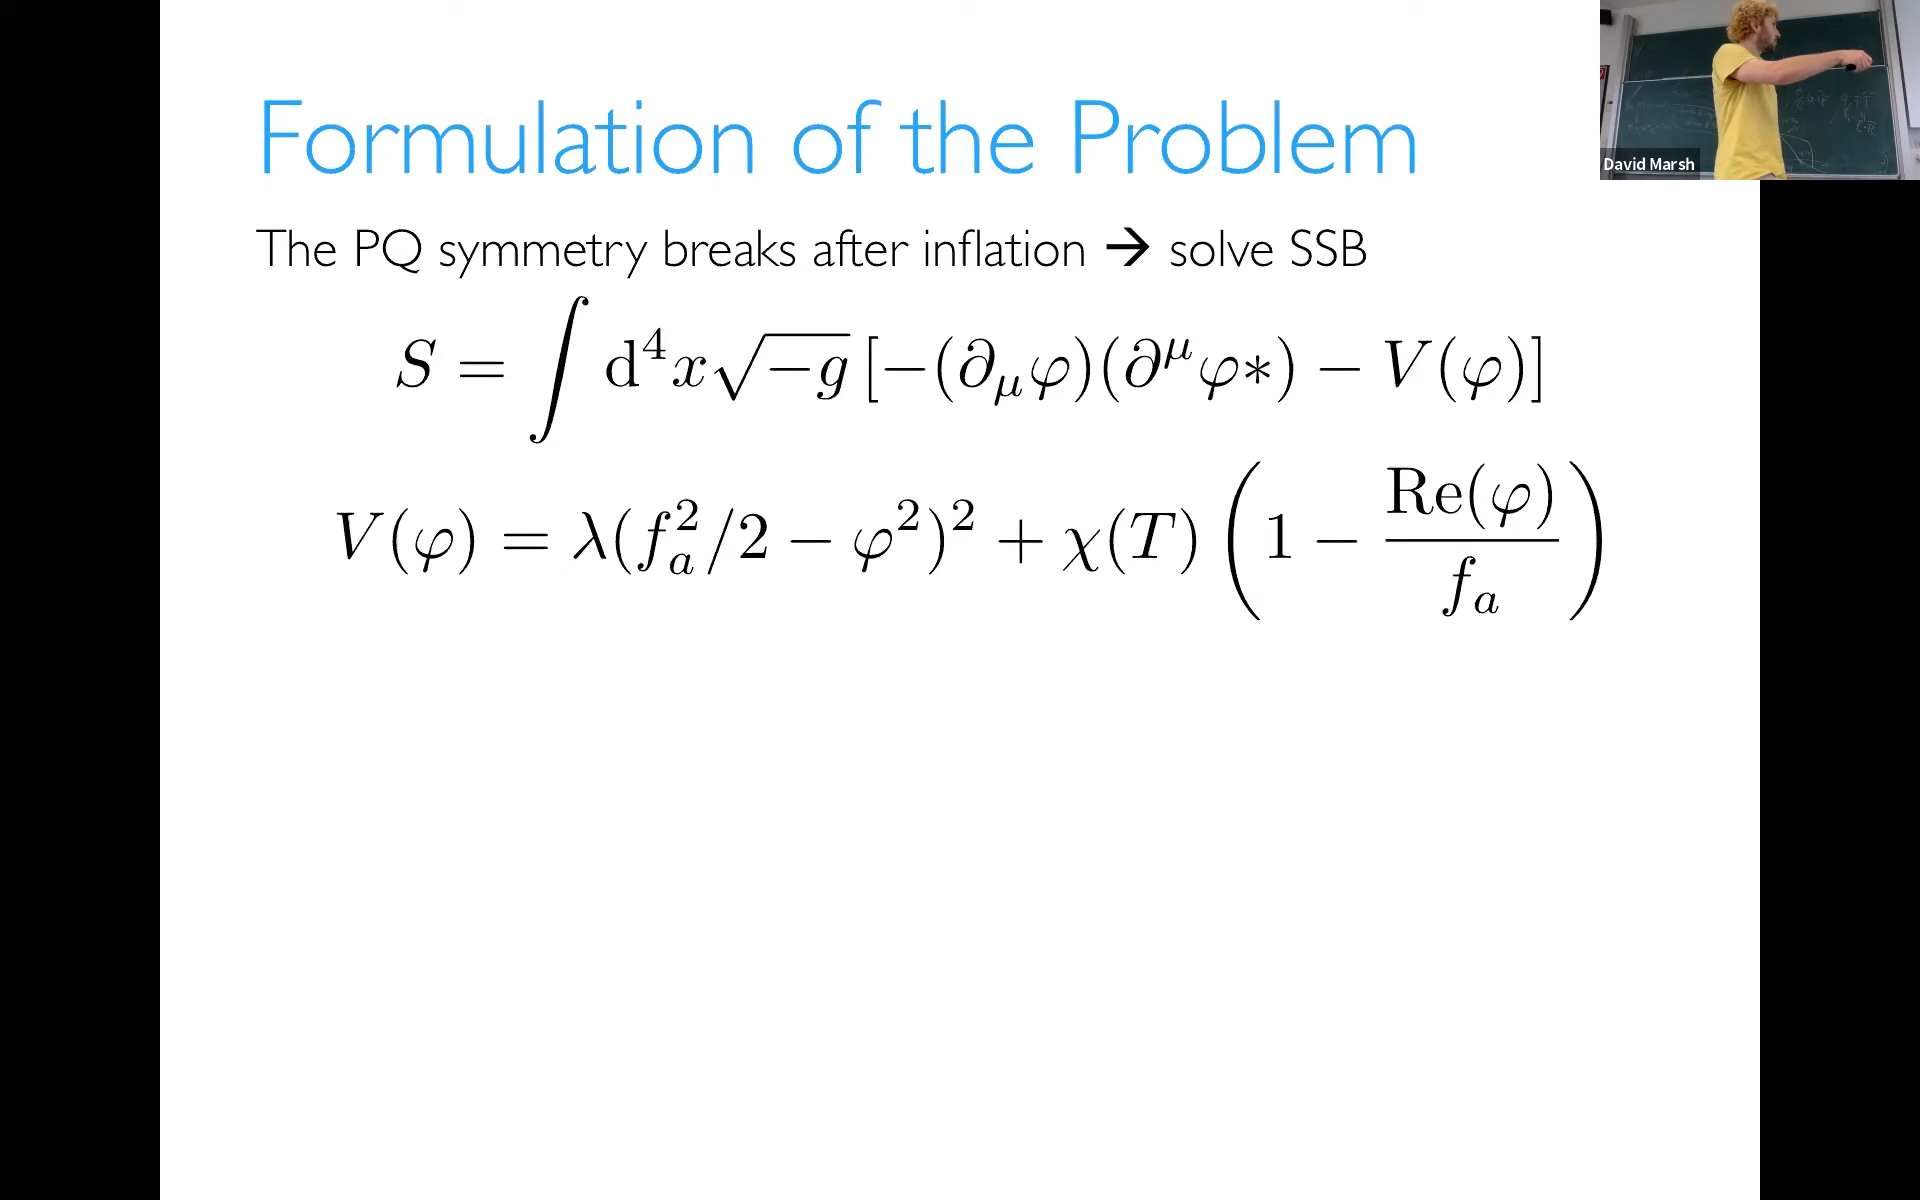 Formulation of the Problem
David Marsh
The PQ symmetry breaks after inflation → solve SSB
S = ∫ d⁴x√−g [−(∂_μφ)(∂^μφ∗) − V(φ)]
V(φ) = λ(f_a²/2 − φ²)² + χ(T) (1 − Re(φ)/f_a)